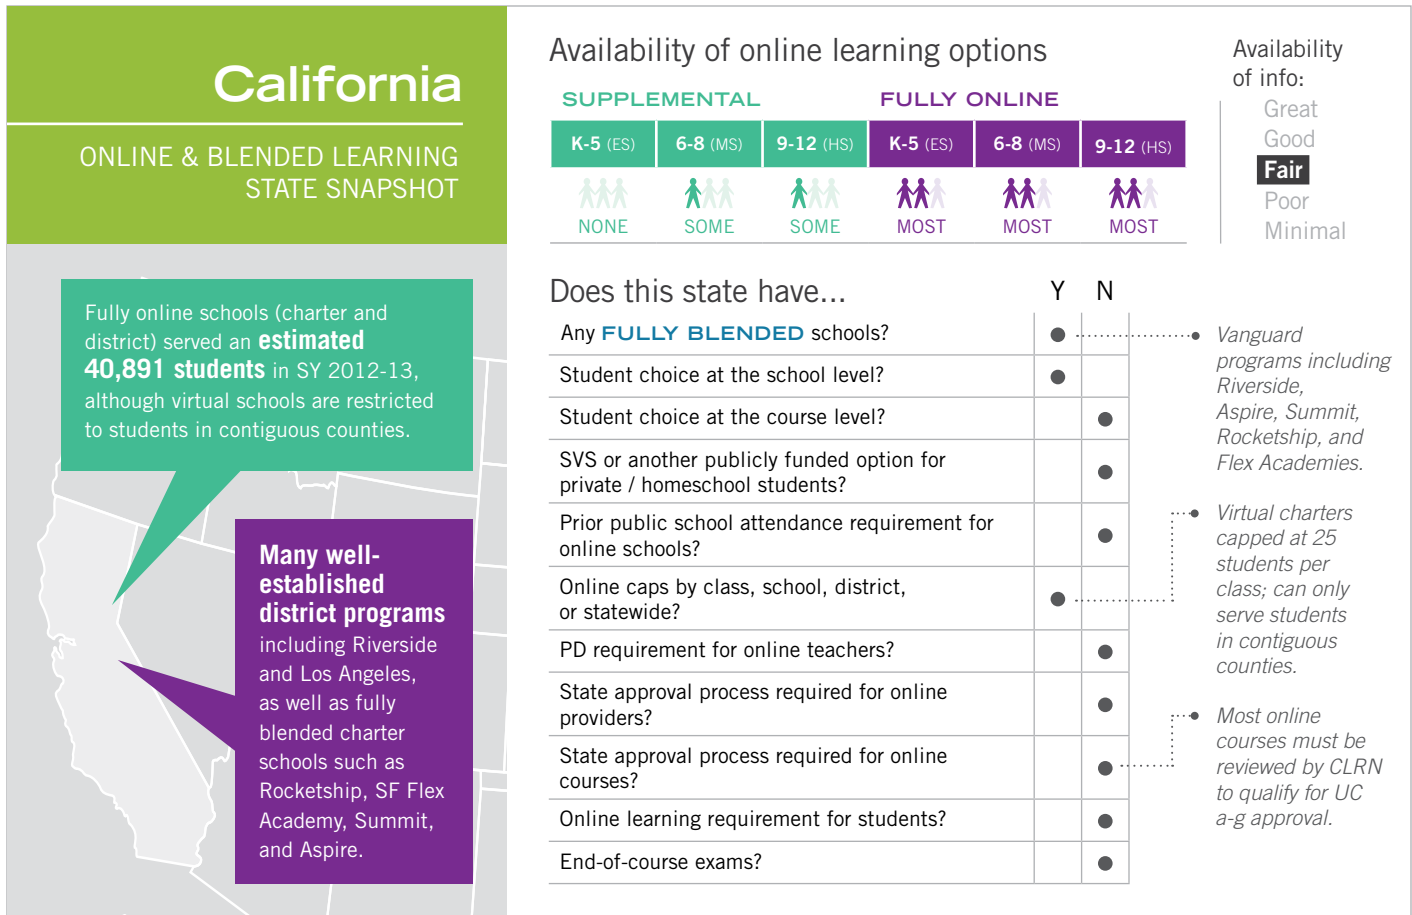 California
ONLINE & BLENDED LEARNING
STATE SNAPSHOT
Fully online schools (charter and
district) served an estimated
40,891 students in SY 2012-13,
although virtual schools are restricted
to students in contiguous counties.
Many well-
established
district programs
including Riverside
and Los Angeles,
as well as fully
blended charter
schools such as
Rocketship, SF Flex
Academy, Summit,
and Aspire.
Availability of online learning options
SUPPLEMENTAL FULLY ONLINE
K-5 (ES) 6-8 (MS) 9-12 (HS) K-5 (ES) 6-8 (MS) 9-12 (HS)
NONE SOME SOME MOST MOST MOST
Availability
of info:
Great
Good
Fair
Poor
Minimal
Does this state have... Y N
Any FULLY BLENDED schools?
Student choice at the school level?
Student choice at the course level?
SVS or another publicly funded option for
private / homeschool students?
Prior public school attendance requirement for
online schools?
Online caps by class, school, district,
or statewide?
PD requirement for online teachers?
State approval process required for online
providers?
State approval process required for online
courses?
Online learning requirement for students?
End-of-course exams?
Vanguard
programs including
Riverside,
Aspire, Summit,
Rocketship, and
Flex Academies.
Virtual charters
capped at 25
students per
class; can only
serve students
in contiguous
counties.
Most online
courses must be
reviewed by CLRN
to qualify for UC
a-g approval.